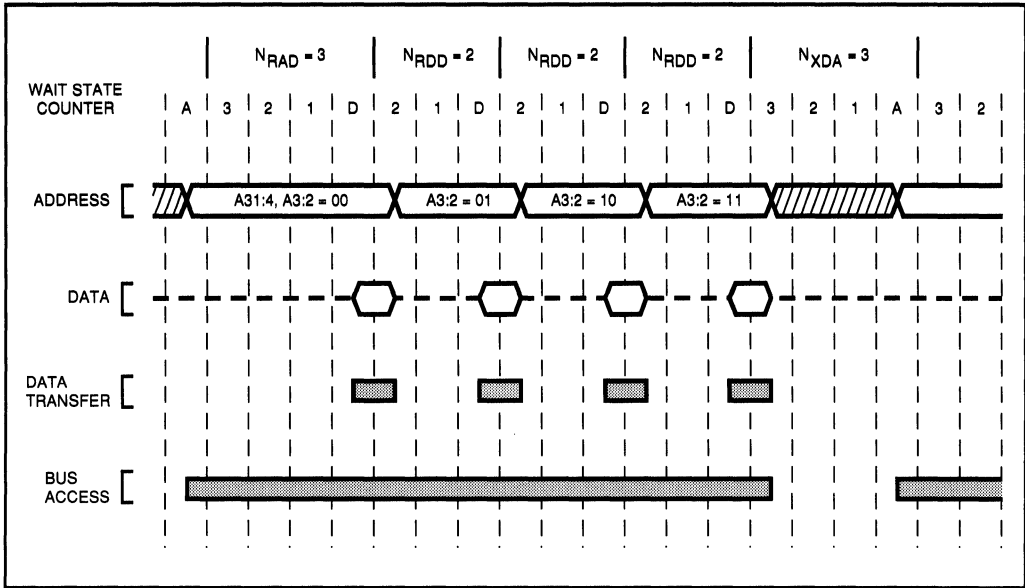 N_RAD = 3 N_RDD = 2 N_RDD = 2 N_RDD = 2 N_XDA = 3
WAIT STATE
COUNTER
A 3 2 1 D 2 1 D 2 1 D 2 1 D 3 2 1 A 3 2
ADDRESS
A31:4, A3:2 = 00 A3:2 = 01 A3:2 = 10 A3:2 = 11
DATA
DATA
TRANSFER
BUS
ACCESS